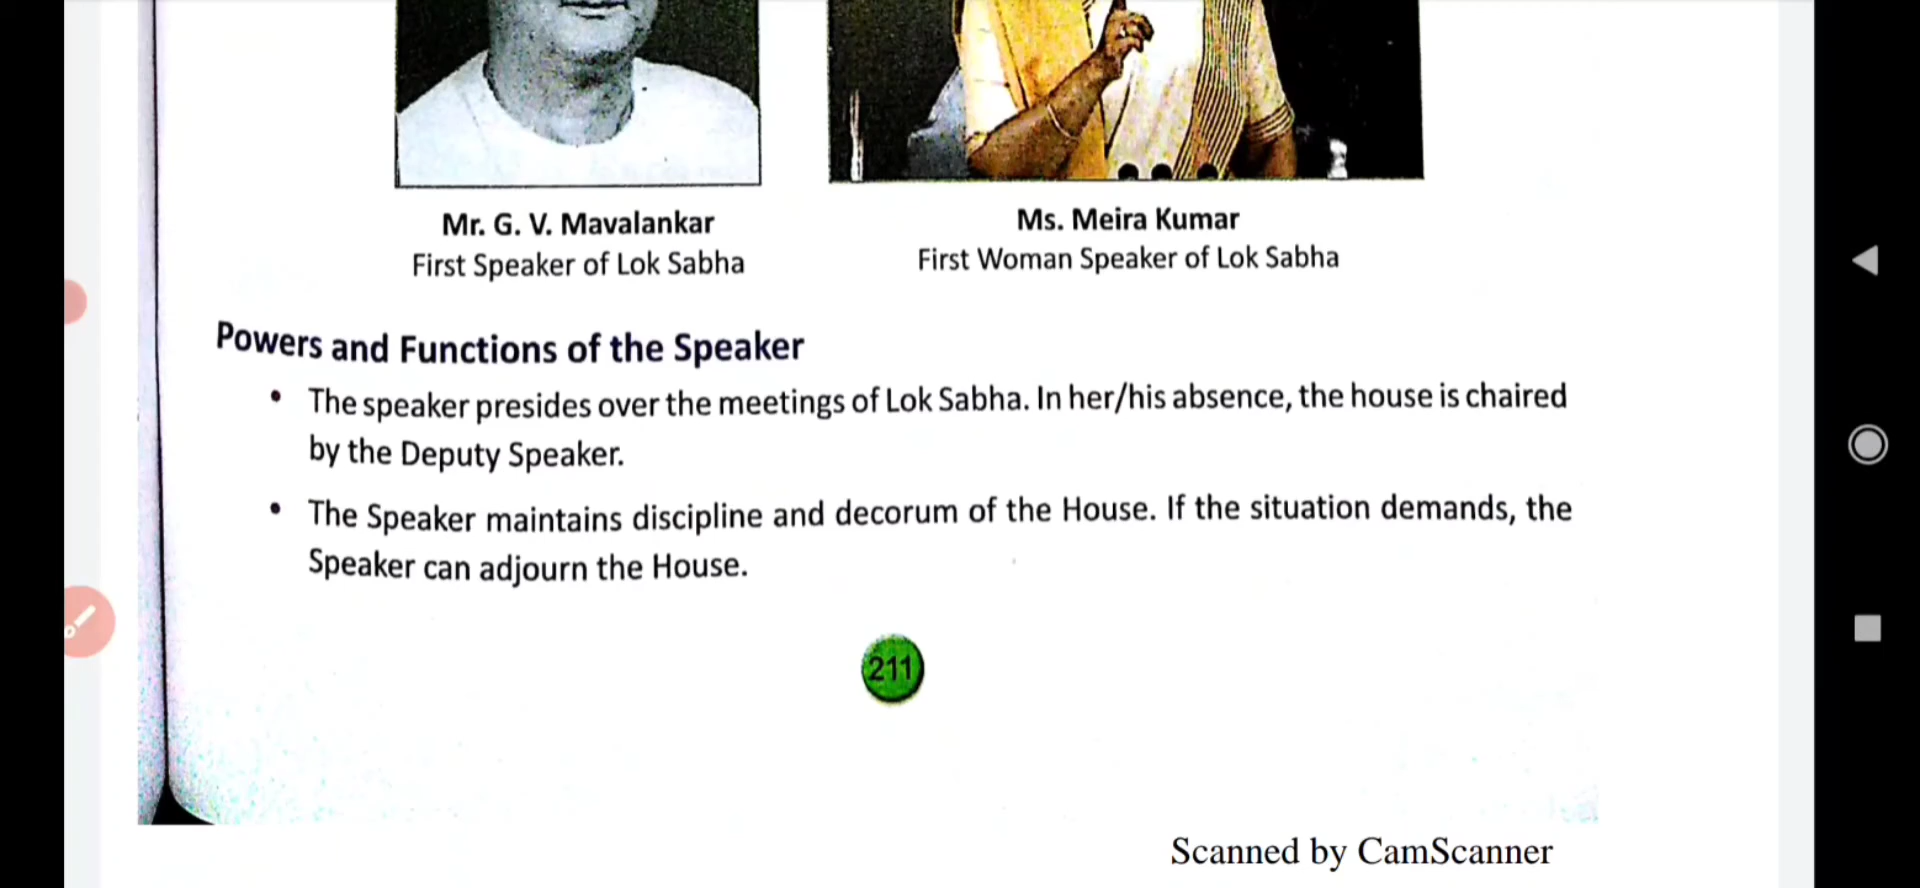 Mr. G. V. Mavalankar
First Speaker of Lok Sabha
Ms. Meira Kumar
First Woman Speaker of Lok Sabha
Powers and Functions of the Speaker
• The speaker presides over the meetings of Lok Sabha. In her/his absence, the house is chaired
by the Deputy Speaker.
• The Speaker maintains discipline and decorum of the House. If the situation demands, the
Speaker can adjourn the House.
211
Scanned by CamScanner